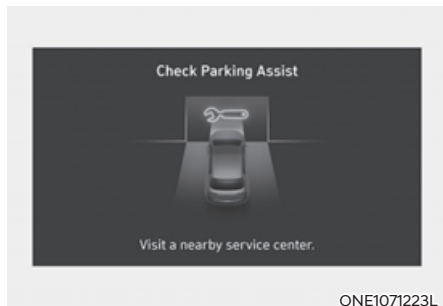 Check Parking Assist
Visit a nearby service center.
ONE1071223L